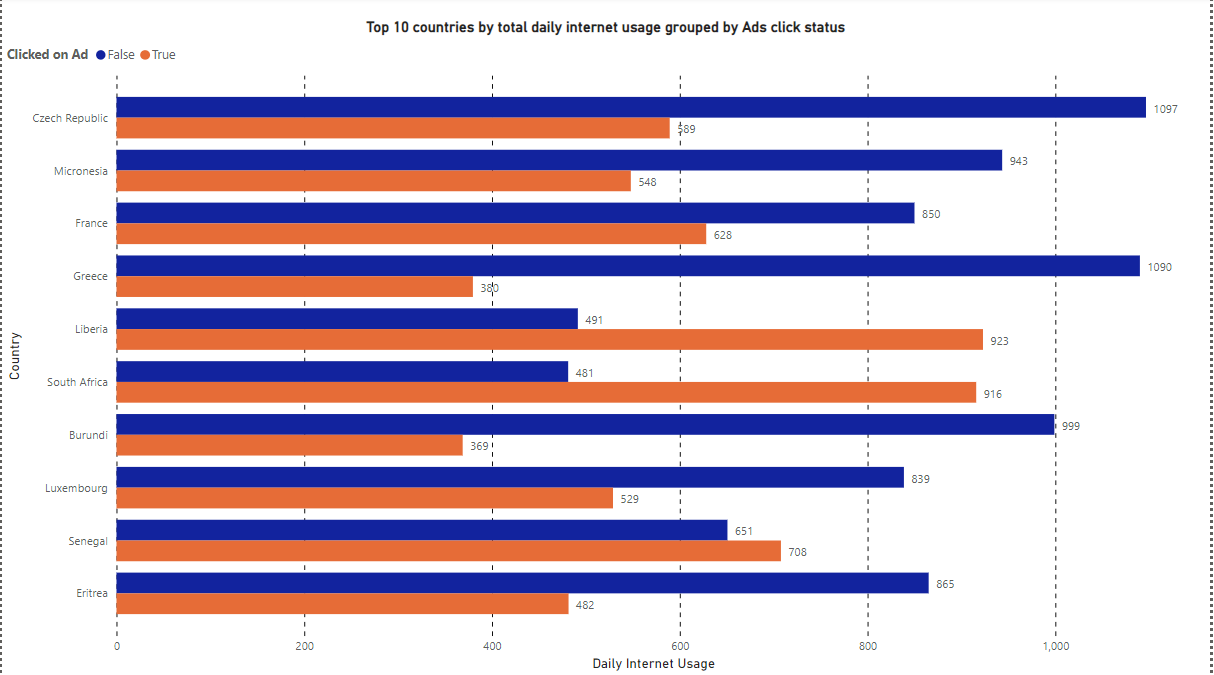 Top 10 countries by total daily internet usage grouped by Ads click status
Clicked on Ad False True
Country
Czech Republic 1097
589
Micronesia 943
548
France 850
628
Greece 1090
380
Liberia 491
923
South Africa 481
916
Burundi 999
369
Luxembourg 839
529
Senegal 651
708
Eritrea 865
482
0 200 400 600 800 1,000
Daily Internet Usage